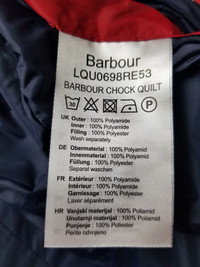 Barbour
LQU0698RE53
BARBOUR CHOCK QUILT
30 P
UK Outer : 100% Polyamide
Inner : 100% Polyamide
Filling : 100% Polyester
Wash separately
DE Obermaterial : 100% Polyamid
Innenmaterial : 100% Polyamid
Füllung : 100% Polyester
Separat waschen
FR Extérieur : 100% Polyamide
Intérieur : 100% Polyamide
Garnissage : 100% Polyester
Laver séparément
HR Vanjski materijal : 100% Poliamid
Unutarnji materijal : 100% Poliamid
Punjenje : 100% Poliester
Perite odvojeno